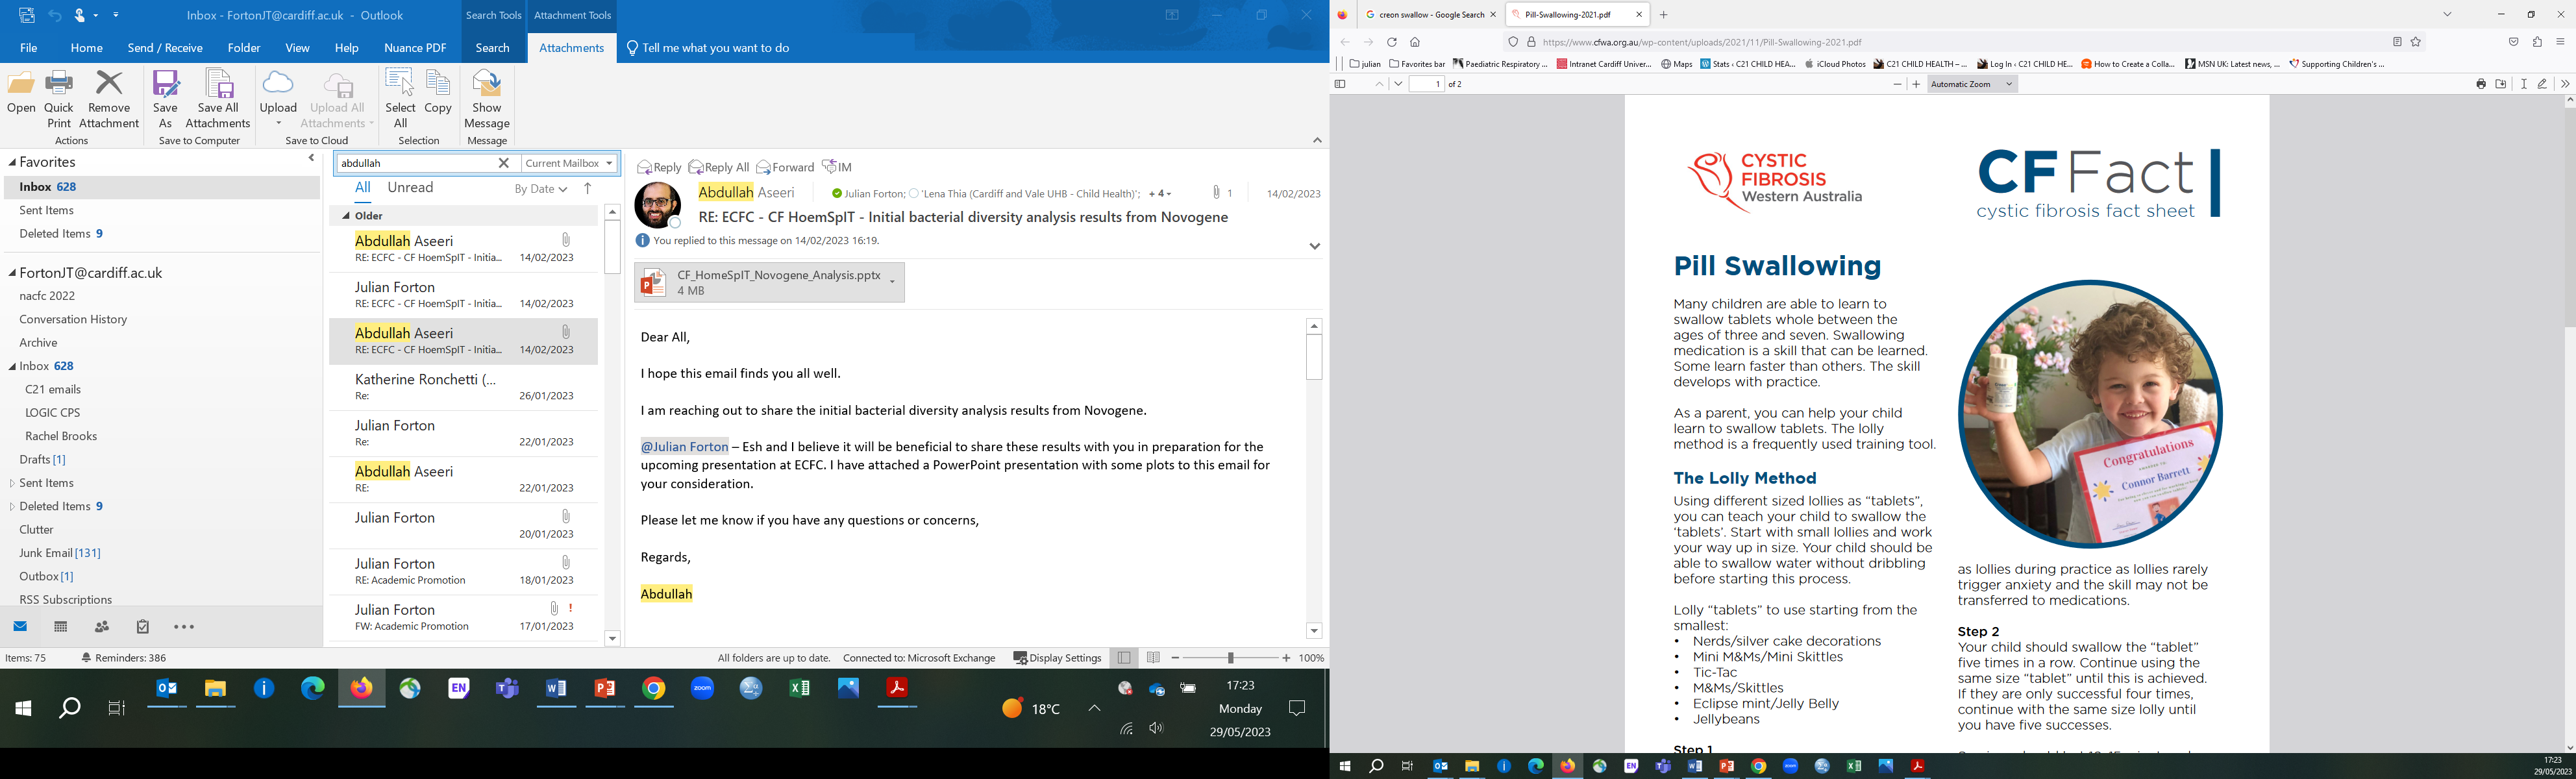 Inbox - FortonJT@cardiff.ac.uk - Outlook
Search Tools
Attachment Tools
File
Home
Send / Receive
Folder
View
Help
Nuance PDF
Search
Attachments
Tell me what you want to do
Open
Quick Print
Remove Attachment
Save As
Save All Attachments
Upload
Upload All Attachments
Select All
Copy
Show Message
Actions
Save to Computer
Save to Cloud
Selection
Message
Favorites
Inbox 628
Sent Items
Deleted Items 9
FortonJT@cardiff.ac.uk
nacfc 2022
Conversation History
Archive
Inbox 628
C21 emails
LOGIC CPS
Rachel Brooks
Drafts [1]
Sent Items
Deleted Items 9
Clutter
Junk Email [131]
Outbox [1]
RSS Subscriptions
Items: 75
Reminders: 386
abdullah
Current Mailbox
All
Unread
By Date
Older
Abdullah Aseeri
RE: ECFC - CF HoemSpIT - Initia...
14/02/2023
Julian Forton
RE: ECFC - CF HoemSpIT - Initia...
14/02/2023
Abdullah Aseeri
RE: ECFC - CF HoemSpIT - Initia...
14/02/2023
Katherine Ronchetti (...
Re:
26/01/2023
Julian Forton
Re:
22/01/2023
Abdullah Aseeri
RE:
22/01/2023
Julian Forton
20/01/2023
Julian Forton
RE: Academic Promotion
18/01/2023
Julian Forton
FW: Academic Promotion
17/01/2023
Reply
Reply All
Forward
IM
Abdullah Aseeri
Julian Forton; 'Lena Thia (Cardiff and Vale UHB - Child Health)'; + 4
1
14/02/2023
RE: ECFC - CF HoemSpIT - Initial bacterial diversity analysis results from Novogene
You replied to this message on 14/02/2023 16:19.
CF_HomeSpIT_Novogene_Analysis.pptx
4 MB
Dear All,
I hope this email finds you all well.
I am reaching out to share the initial bacterial diversity analysis results from Novogene.
@Julian Forton – Esh and I believe it will be beneficial to share these results with you in preparation for the
upcoming presentation at ECFC. I have attached a PowerPoint presentation with some plots to this email for
your consideration.
Please let me know if you have any questions or concerns,
Regards,
Abdullah
All folders are up to date.
Connected to: Microsoft Exchange
Display Settings
100%
EN
zoom
18°C
17:23
Monday
29/05/2023
creon swallow - Google Search
Pill-Swallowing-2021.pdf
https://www.cfwa.org.au/wp-content/uploads/2021/11/Pill-Swallowing-2021.pdf
julian
Favorites bar
Paediatric Respiratory ...
Intranet Cardiff Univer...
Maps
Stats ‹ C21 CHILD HEA...
iCloud Photos
C21 CHILD HEALTH – ...
Log In ‹ C21 CHILD HE...
How to Create a Colla...
MSN UK: Latest news, ...
Supporting Children's ...
1 of 2
Automatic Zoom
CYSTIC
FIBROSIS
Western Australia
CF Fact
cystic fibrosis fact sheet
Pill Swallowing
Many children are able to learn to
swallow tablets whole between the
ages of three and seven. Swallowing
medication is a skill that can be learned.
Some learn faster than others. The skill
develops with practice.
As a parent, you can help your child
learn to swallow tablets. The lolly
method is a frequently used training tool.
The Lolly Method
Using different sized lollies as “tablets”,
you can teach your child to swallow the
‘tablets’. Start with small lollies and work
your way up in size. Your child should be
able to swallow water without dribbling
before starting this process.
Lolly “tablets” to use starting from the
smallest:
• Nerds/silver cake decorations
• Mini M&Ms/Mini Skittles
• Tic-Tac
• M&Ms/Skittles
• Eclipse mint/Jelly Belly
• Jellybeans
Step 1
Congratulations
Connor Barrett
as lollies during practice as lollies rarely
trigger anxiety and the skill may not be
transferred to medications.
Step 2
Your child should swallow the “tablet”
five times in a row. Continue using the
same size “tablet” until this is achieved.
If they are only successful four times,
continue with the same size lolly until
you have five successes.
EN
17:23
29/05/2023